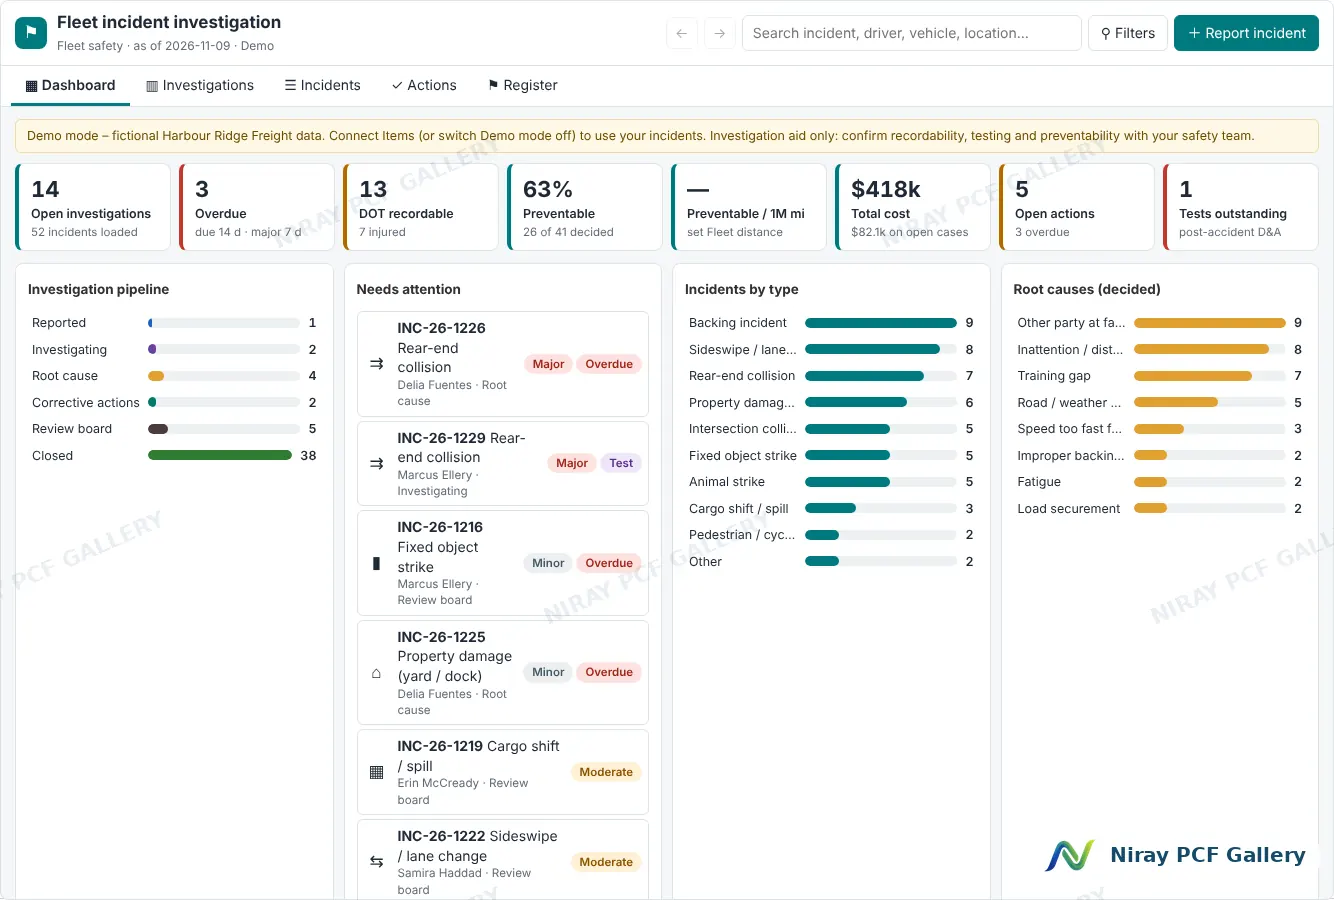 Fleet incident investigation
Fleet safety · as of 2026-11-09 · Demo
Search incident, driver, vehicle, location...
Filters
+ Report incident
Dashboard
Investigations
Incidents
Actions
Register
Demo mode – fictional Harbour Ridge Freight data. Connect Items (or switch Demo mode off) to use your incidents. Investigation aid only: confirm recordability, testing and preventability with your safety team.
14
Open investigations
52 incidents loaded
3
Overdue
due 14 d · major 7 d
13
DOT recordable
7 injured
63%
Preventable
26 of 41 decided
—
Preventable / 1M mi
set Fleet distance
$418k
Total cost
$82.1k on open cases
5
Open actions
3 overdue
1
Tests outstanding
post-accident D&A
Investigation pipeline
Reported 1
Investigating 2
Root cause 4
Corrective actions 2
Review board 5
Closed 38
Needs attention
INC-26-1226
Rear-end
collision
Delia Fuentes · Root
cause
Major Overdue
INC-26-1229 Rear-
end collision
Marcus Ellery ·
Investigating
Major Test
INC-26-1216
Fixed object
strike
Marcus Ellery ·
Review board
Minor Overdue
INC-26-1225
Property damage
(yard / dock)
Delia Fuentes · Root
cause
Minor Overdue
INC-26-1219 Cargo shift
/ spill
Erin McCready · Review
board
Moderate
INC-26-1222 Sideswipe
/ lane change
Samira Haddad · Review
board
Moderate
Incidents by type
Backing incident 9
Sideswipe / lane... 8
Rear-end collision 7
Property damag... 6
Intersection colli... 5
Fixed object strike 5
Animal strike 5
Cargo shift / spill 3
Pedestrian / cyc... 2
Other 2
Root causes (decided)
Other party at fa... 9
Inattention / dist... 8
Training gap 7
Road / weather ... 5
Speed too fast f... 3
Improper backin... 2
Fatigue 2
Load securement 2
Niray PCF Gallery
NIRAY PCF GALLERY
NIRAY PCF GALLERY
NIRAY PCF GALLERY